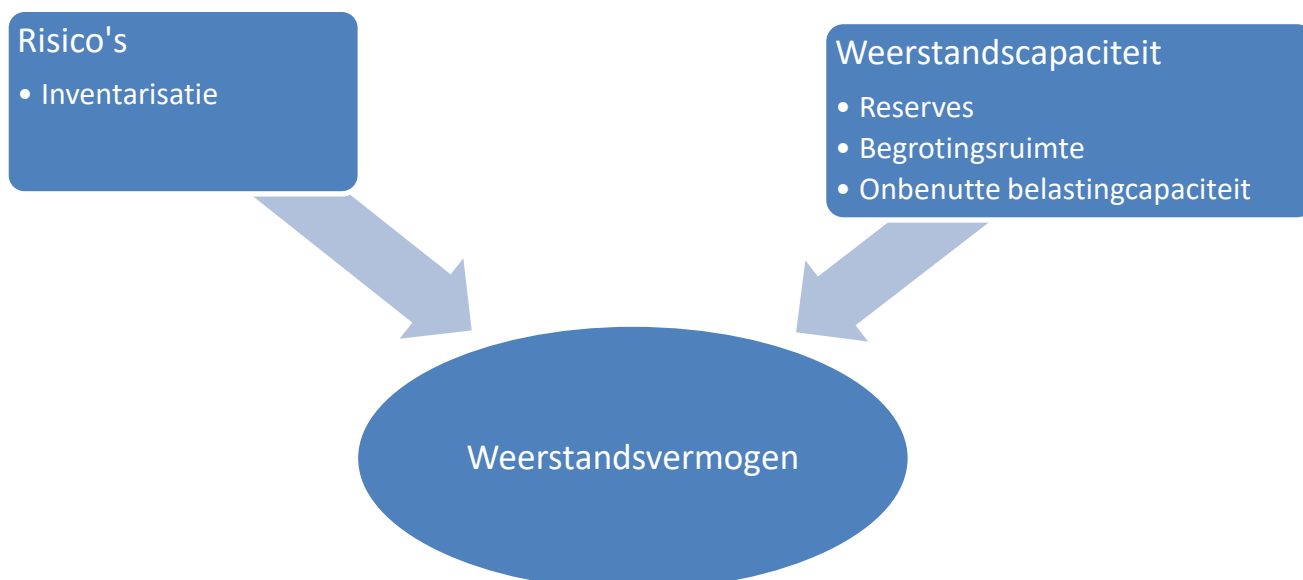 Risico's
• Inventarisatie
Weerstandscapaciteit
• Reserves
• Begrotingsruimte
• Onbenutte belastingcapaciteit
Weerstandsvermogen